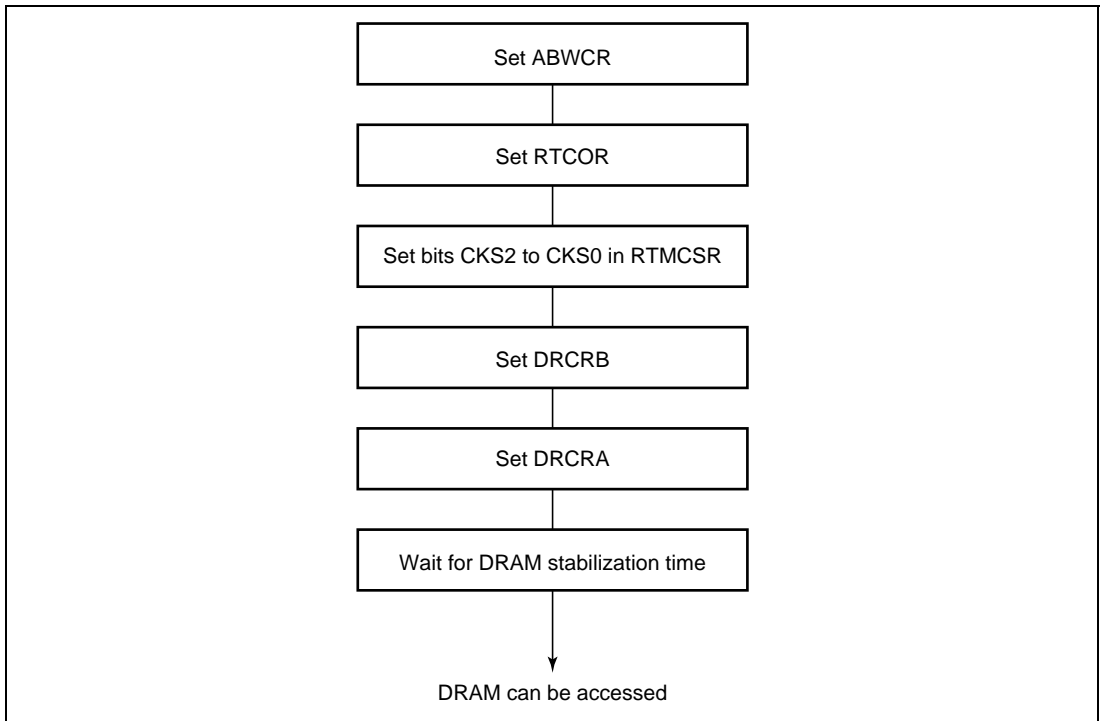 Set ABWCR
Set RTCOR
Set bits CKS2 to CKS0 in RTMCSR
Set DRCRB
Set DRCRA
Wait for DRAM stabilization time
DRAM can be accessed